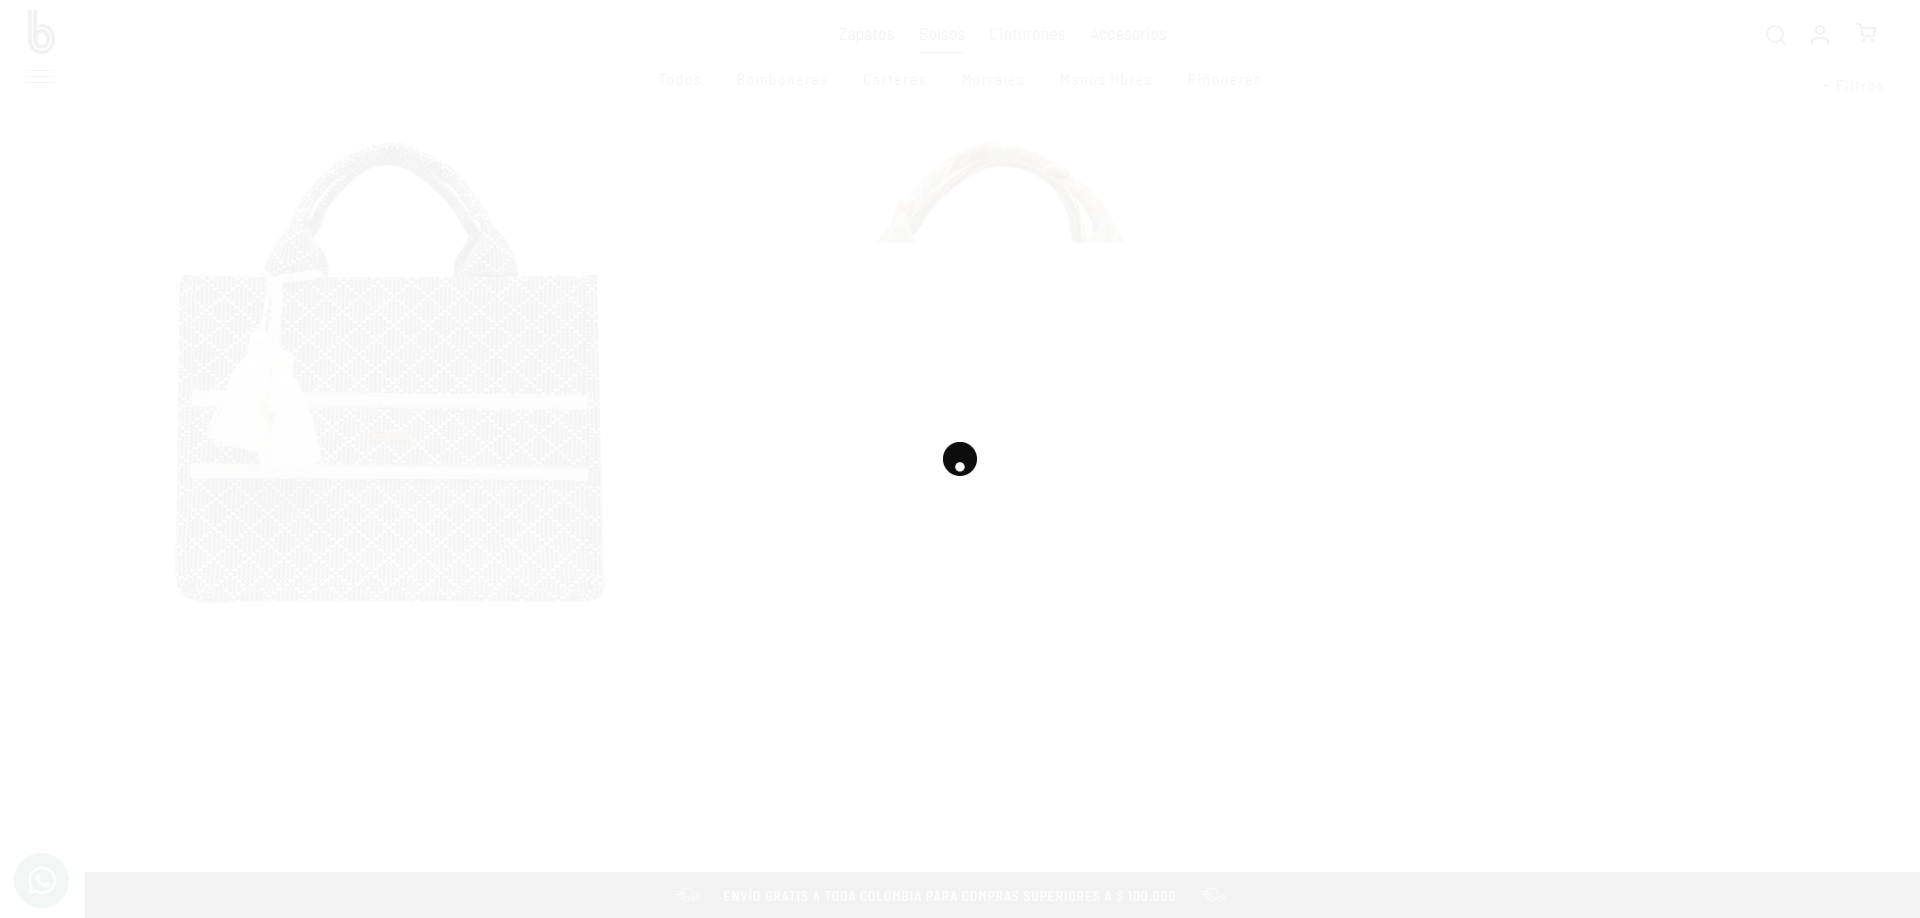 b
Zapatos Bolsos Cinturones Accesorios
Todos Bomboneras Carteras Morrales Manos libres Riñoneras
+ Filtros
ENVÍO GRATIS A TODA COLOMBIA PARA COMPRAS SUPERIORES A $ 100.000